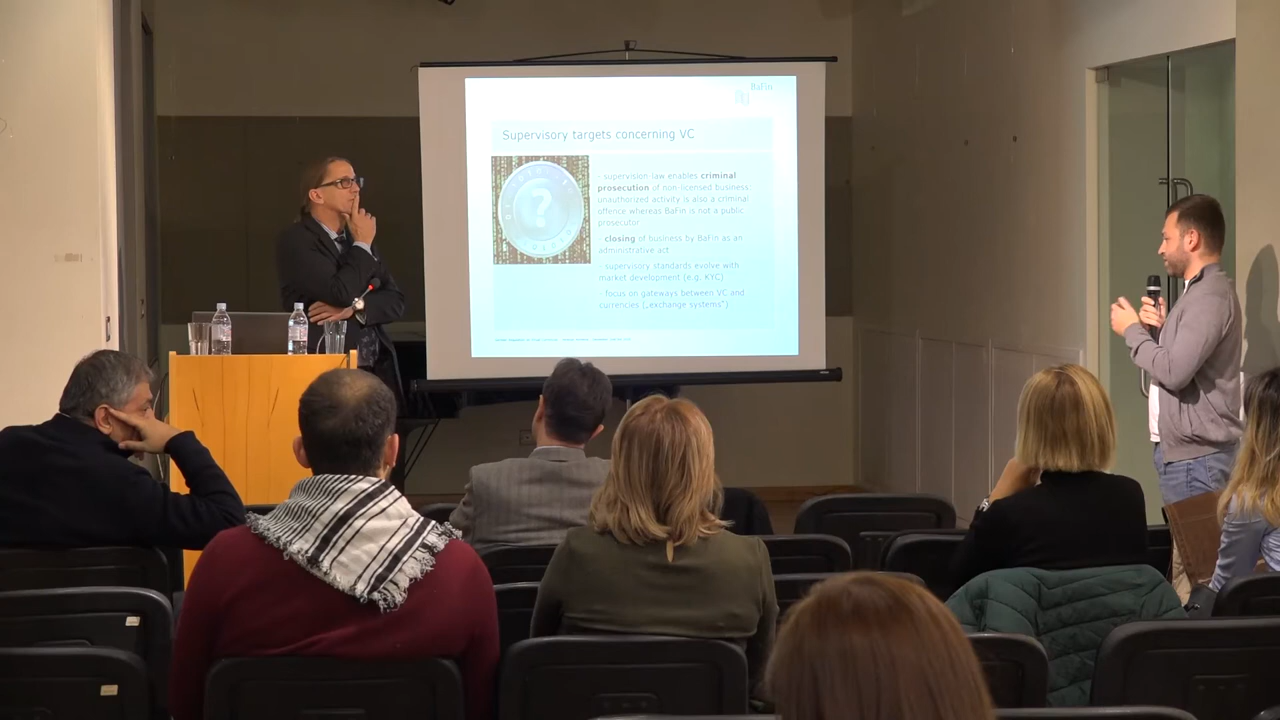 BaFin
Supervisory targets concerning VC
- supervision law enables criminal
prosecution of non-licensed business:
unauthorized activity is also a criminal
offence whereas BaFin is not a public
prosecutor
- closing of business by BaFin as an
administrative act
- supervisory standards evolve with
market development (e.g. KYC)
- focus on gateways between VC and
currencies („exchange systems“)
?